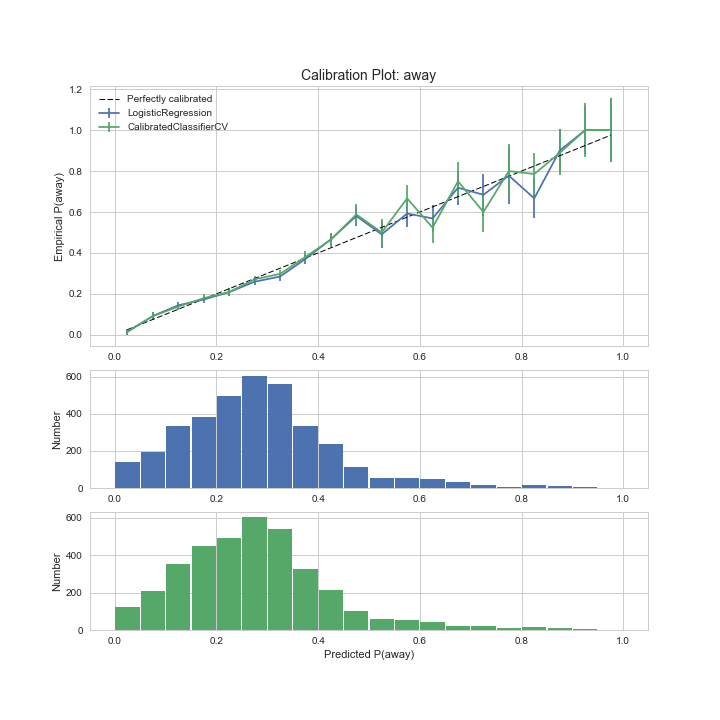 Calibration Plot: away
1.2
1.0
0.8
0.6
0.4
0.2
0.0
Empirical P(away)
Perfectly calibrated
LogisticRegression
CalibratedClassifierCV
0.0 0.2 0.4 0.6 0.8 1.0
600
400
200
0
Number
0.0 0.2 0.4 0.6 0.8 1.0
600
400
200
0
Number
0.0 0.2 0.4 0.6 0.8 1.0
Predicted P(away)